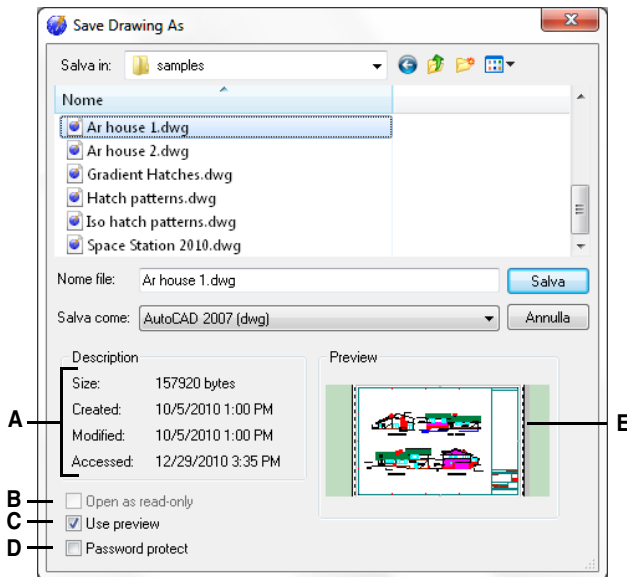 Save Drawing As
Salva in: samples
Nome
Ar house 1.dwg
Ar house 2.dwg
Gradient Hatches.dwg
Hatch patterns.dwg
Iso hatch patterns.dwg
Space Station 2010.dwg
Nome file: Ar house 1.dwg Salva
Salva come: AutoCAD 2007 (dwg) Annulla
Description Preview
Size: 157920 bytes
Created: 10/5/2010 1:00 PM
A E
Modified: 10/5/2010 1:00 PM
Accessed: 12/29/2010 3:35 PM
B Open as read-only
C Use preview
D Password protect